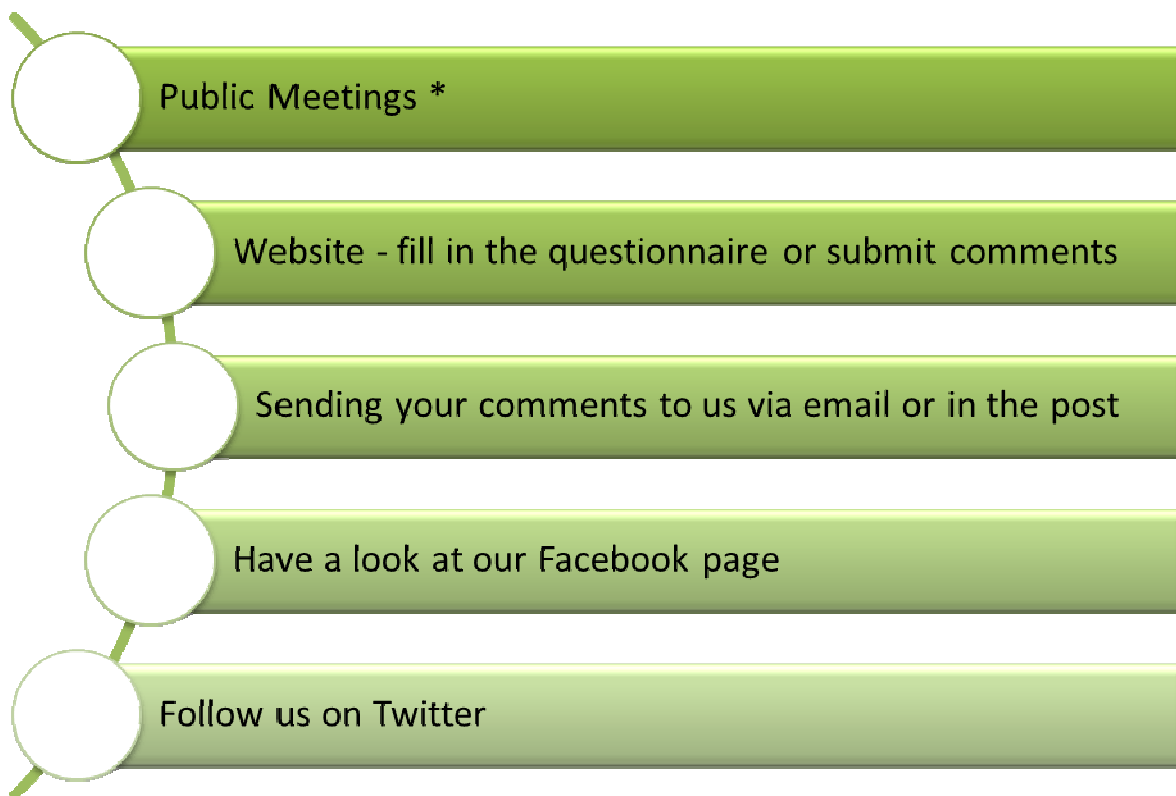 Public Meetings *
Website - fill in the questionnaire or submit comments
Sending your comments to us via email or in the post
Have a look at our Facebook page
Follow us on Twitter